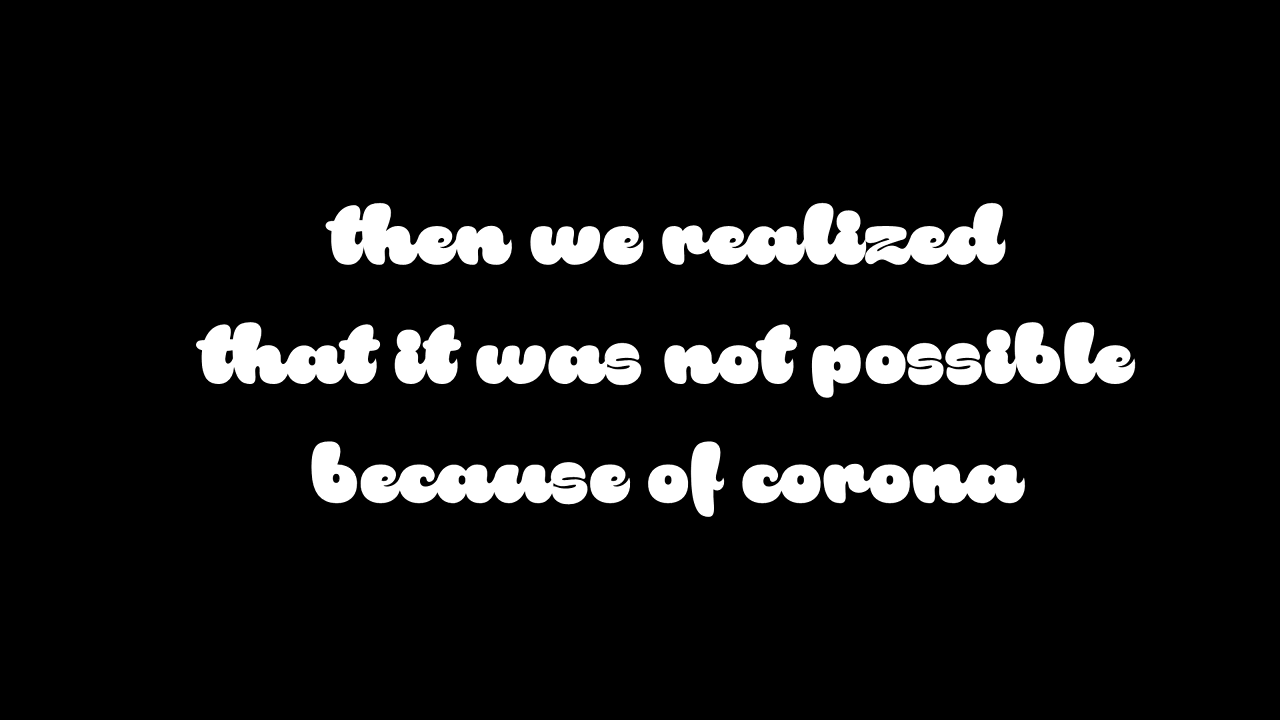 then we realized
that it was not possible
because of corona